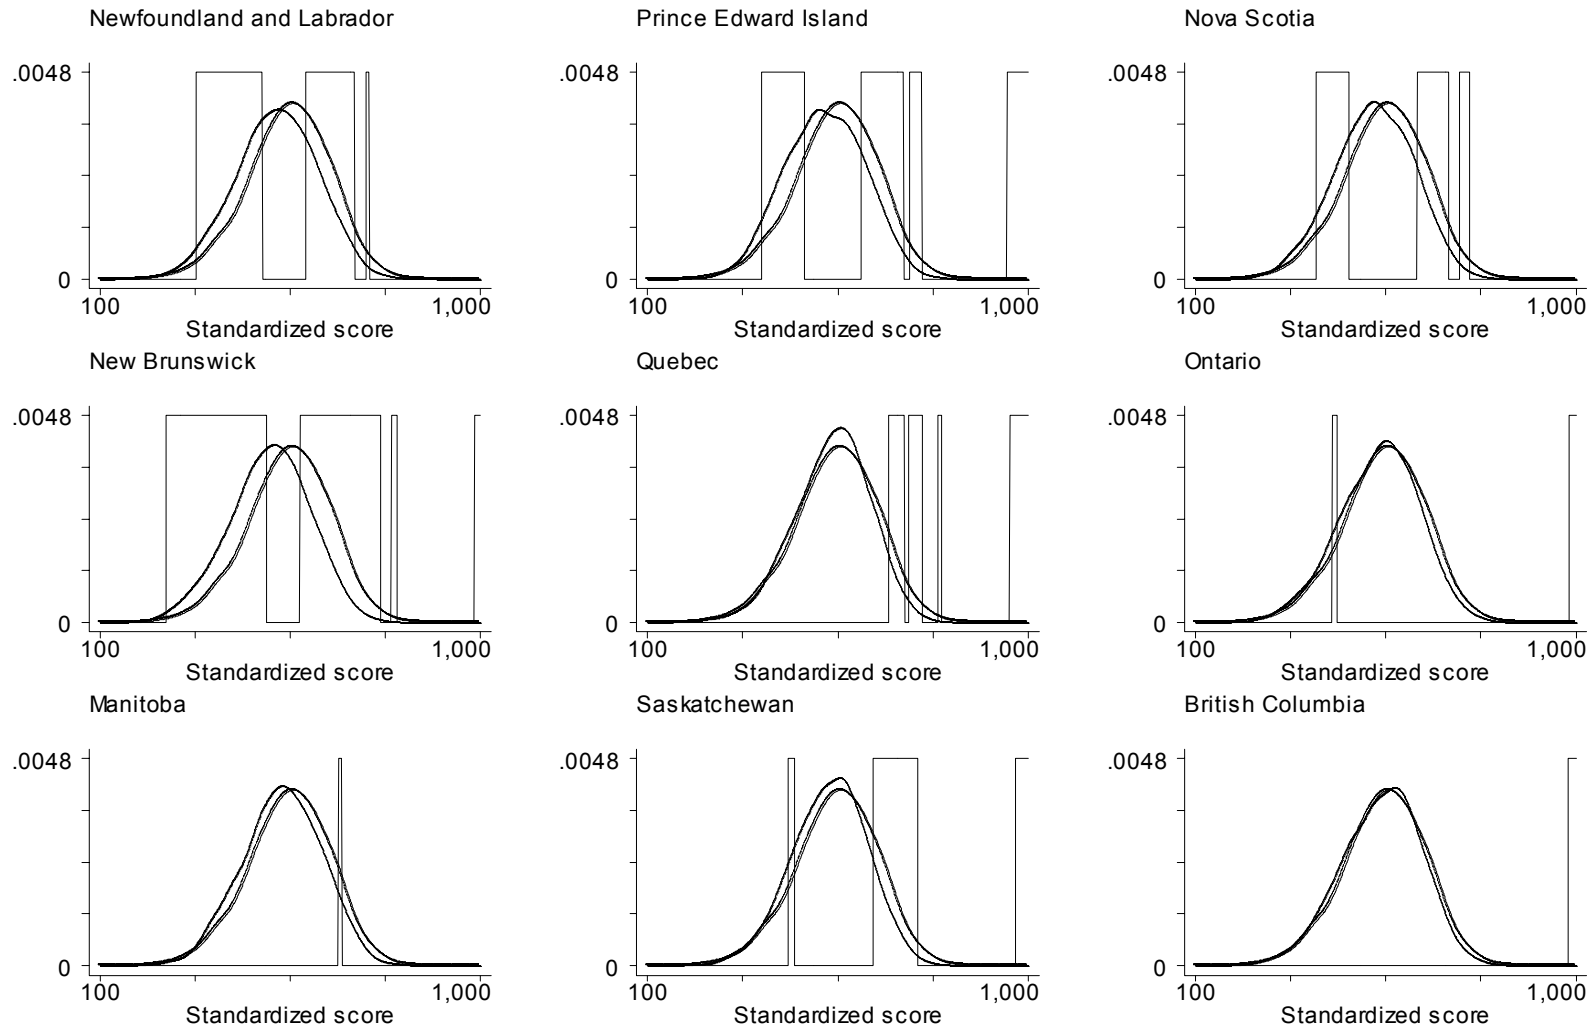 Newfoundland and Labrador
.0048
0
100 1,000
Standardized score
Prince Edward Island
.0048
0
100 1,000
Standardized score
Nova Scotia
.0048
0
100 1,000
Standardized score
New Brunswick
.0048
0
100 1,000
Standardized score
Quebec
.0048
0
100 1,000
Standardized score
Ontario
.0048
0
100 1,000
Standardized score
Manitoba
.0048
0
100 1,000
Standardized score
Saskatchewan
.0048
0
100 1,000
Standardized score
British Columbia
.0048
0
100 1,000
Standardized score